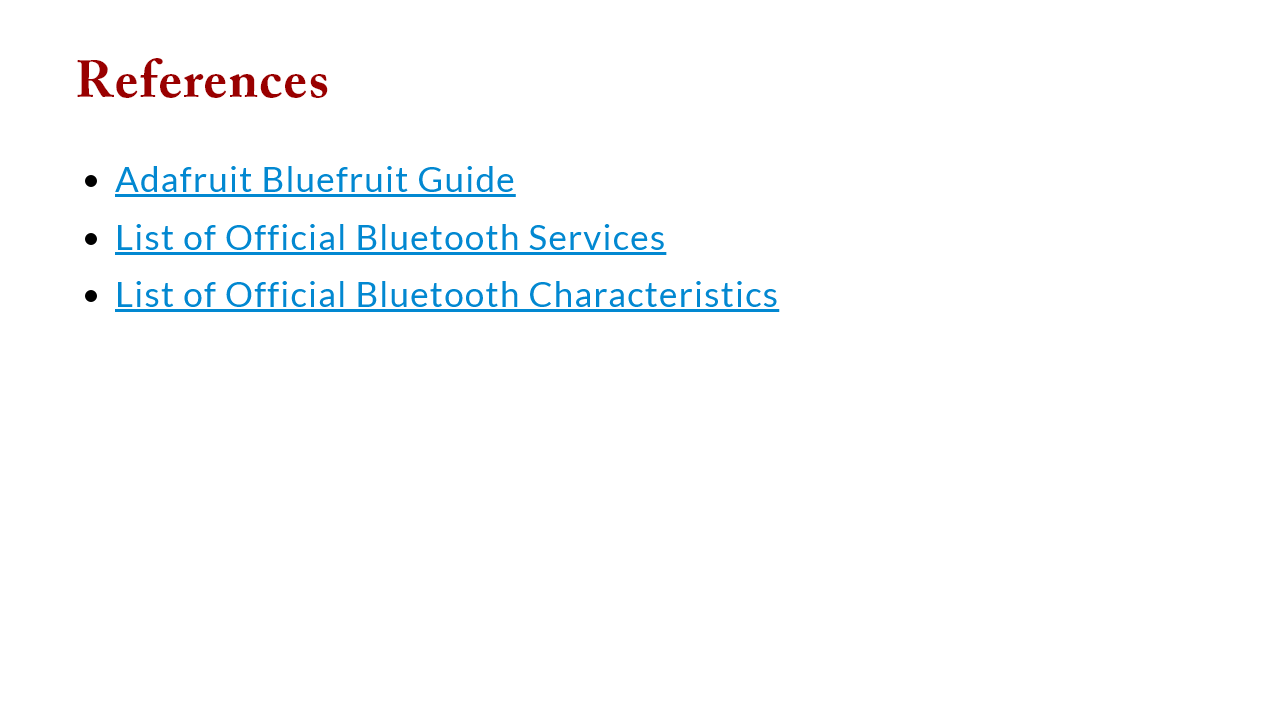 References
Adafruit Bluefruit Guide
List of Official Bluetooth Services
List of Official Bluetooth Characteristics